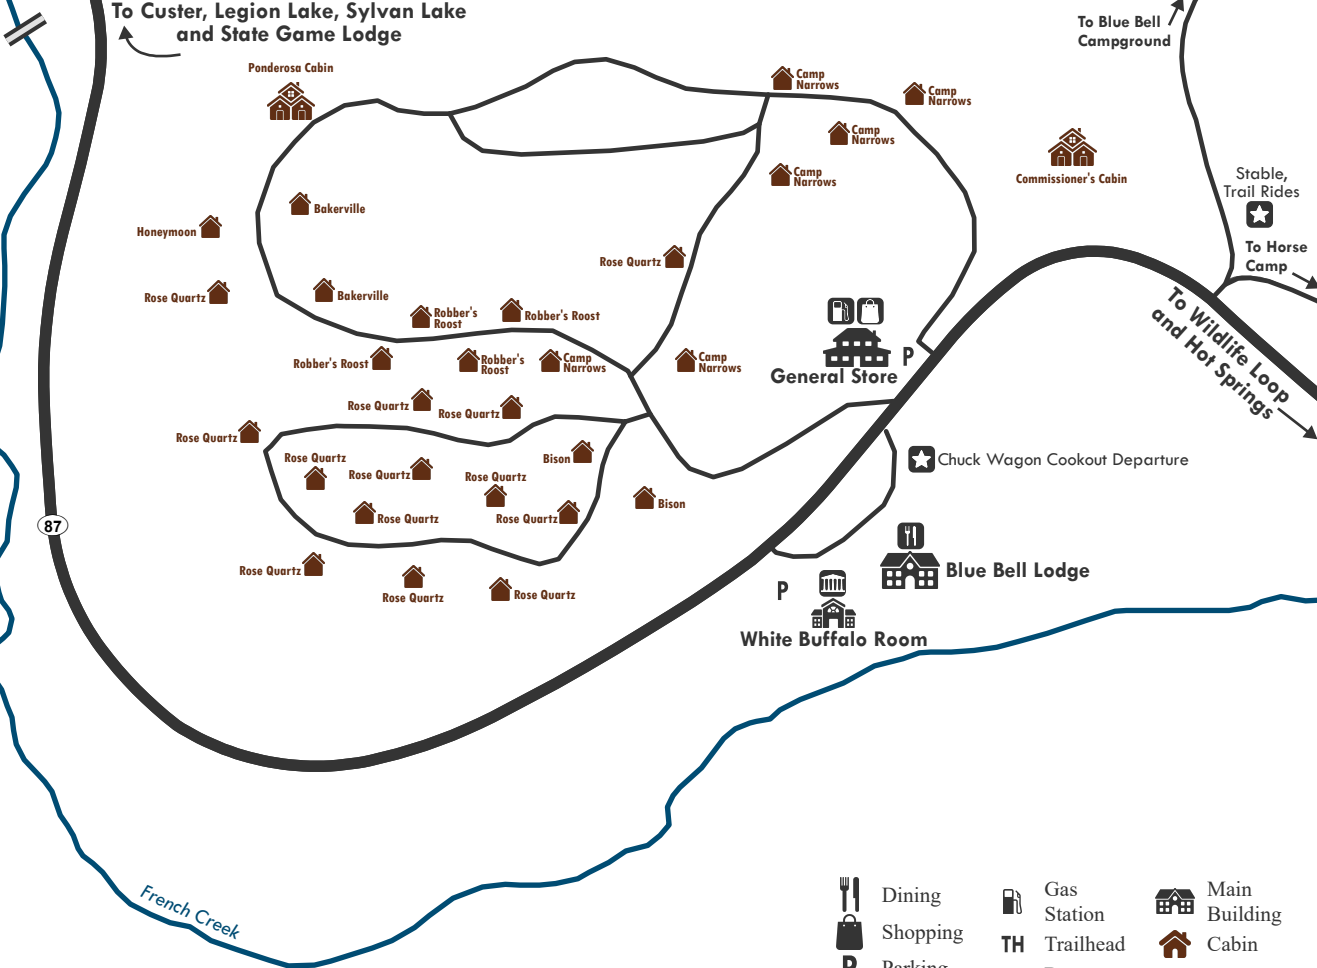 To Custer, Legion Lake, Sylvan Lake
and State Game Lodge
To Blue Bell
Campground
Ponderosa Cabin
Camp
Narrows
Camp
Narrows
Camp
Narrows
Camp
Narrows
Commissioner's Cabin
Stable,
Trail Rides
To Horse
Camp
Bakerville
Honeymoon
Rose Quartz
Rose Quartz
Bakerville
Robber's
Roost
Robber's Roost
To Wildlife Loop
and Hot Springs
Robber's Roost
Robber's
Roost
Camp
Narrows
Camp
Narrows
P
General Store
Rose Quartz
Rose Quartz
Rose Quartz
Rose Quartz
Rose Quartz
Rose Quartz
Bison
Chuck Wagon Cookout Departure
Rose Quartz
Rose Quartz
Bison
87
Rose Quartz
Rose Quartz
Rose Quartz
Blue Bell Lodge
P
White Buffalo Room
French Creek
Dining
Gas
Station
Main
Building
Shopping
TH
Trailhead
Cabin
P
Parking